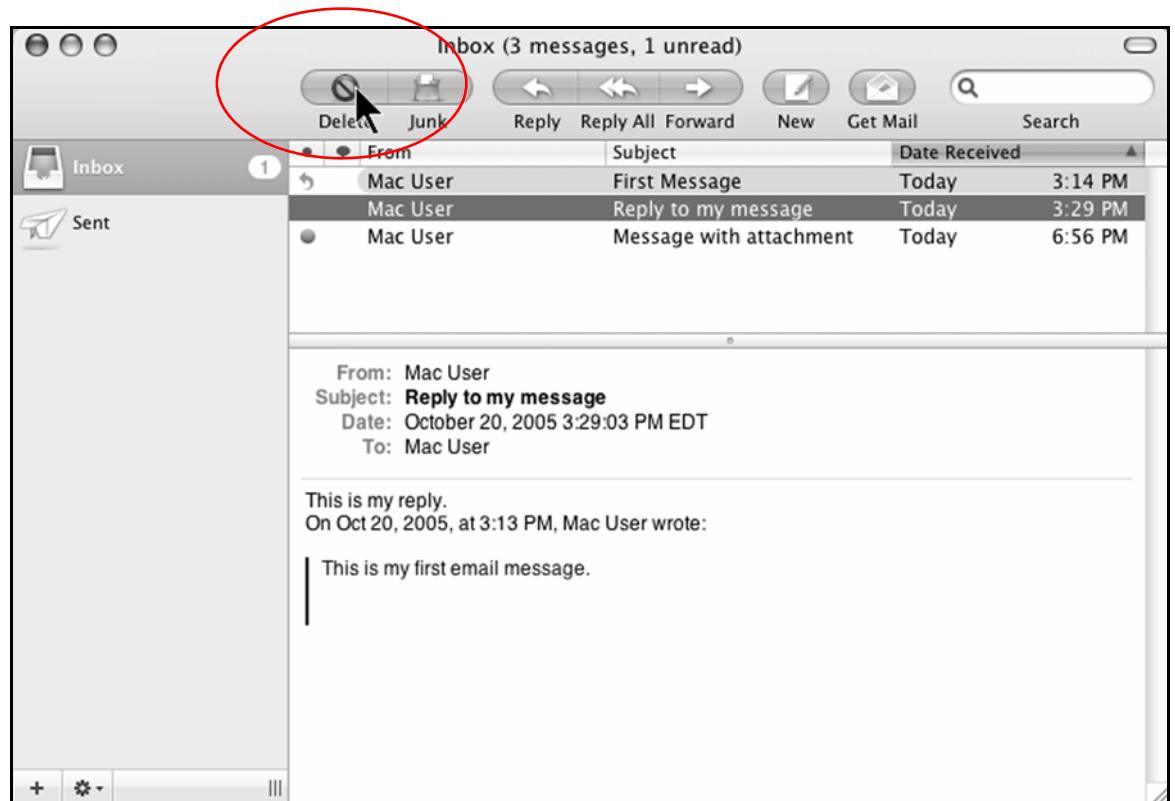 Inbox (3 messages, 1 unread)
Delete Junk Reply Reply All Forward New Get Mail Search
Inbox 1
Sent
From Subject Date Received
Mac User First Message Today 3:14 PM
Mac User Reply to my message Today 3:29 PM
Mac User Message with attachment Today 6:56 PM
From: Mac User
Subject: Reply to my message
Date: October 20, 2005 3:29:03 PM EDT
To: Mac User
This is my reply.
On Oct 20, 2005, at 3:13 PM, Mac User wrote:
This is my first email message.